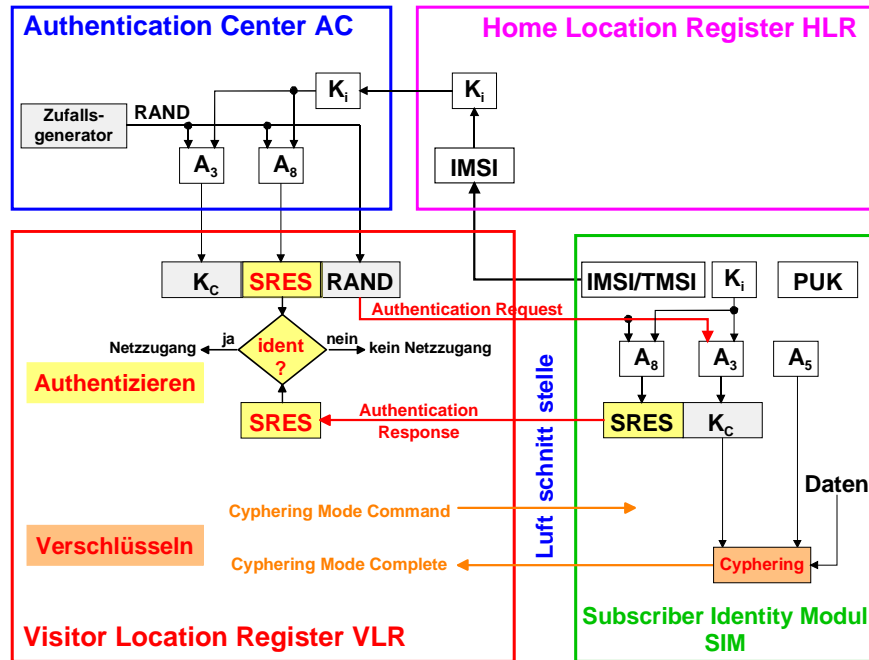 Authentication Center AC
Home Location Register HLR
Ki
Ki
Zufalls-
generator
RAND
A3
A8
IMSI
KC
SRES
RAND
IMSI/TMSI
Ki
PUK
Authentication Request
ja
ident
?
nein
Netzzugang
kein Netzzugang
A8
A3
A5
Authentizieren
SRES
Authentication
Response
SRES
KC
Luft schnitt stelle
Daten
Cyphering Mode Command
Verschlüsseln
Cyphering Mode Complete
Cyphering
Visitor Location Register VLR
Subscriber Identity Modul
SIM